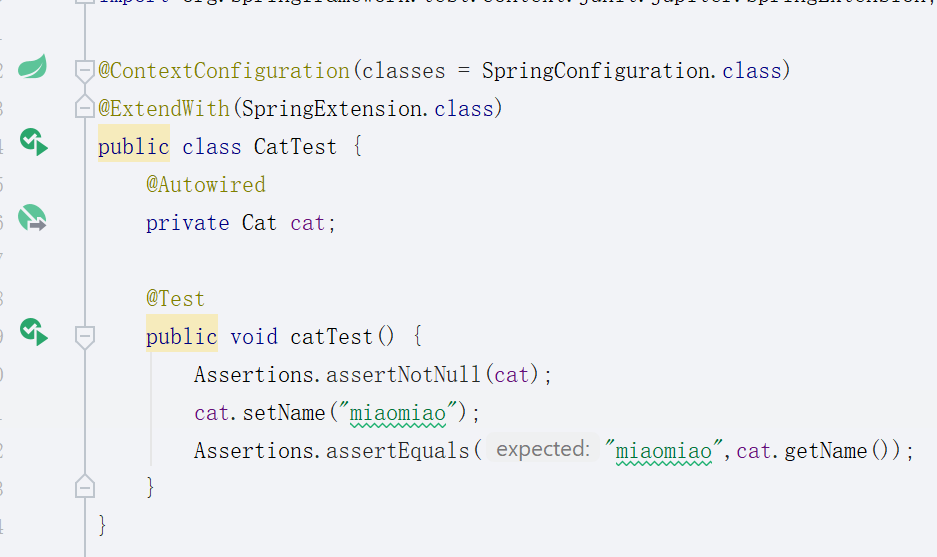 import org.springframework.test.context.junit.jupiter.SpringExtension;
@ContextConfiguration(classes = SpringConfiguration.class)
@ExtendWith(SpringExtension.class)
public class CatTest {
@Autowired
private Cat cat;
@Test
public void catTest() {
Assertions.assertNotNull(cat);
cat.setName("miaomiao");
Assertions.assertEquals( expected: "miaomiao",cat.getName());
}
}